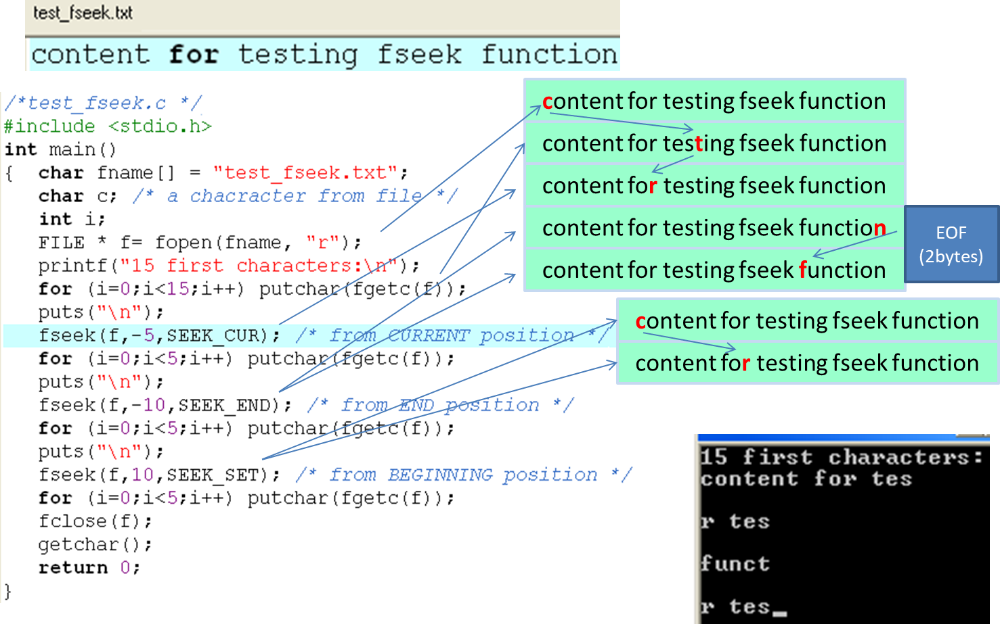 test_fseek.txt
content for testing fseek function
/*test_fseek.c */
#include <stdio.h>
int main()
{  char fname[] = "test_fseek.txt";
   char c; /* a chacracter from file */
   int i;
   FILE * f= fopen(fname, "r");
   printf("15 first characters:\n");
   for (i=0;i<15;i++) putchar(fgetc(f));
   puts("\n");
   fseek(f,-5,SEEK_CUR); /* from CURRENT position */
   for (i=0;i<5;i++) putchar(fgetc(f));
   puts("\n");
   fseek(f,-10,SEEK_END); /* from END position */
   for (i=0;i<5;i++) putchar(fgetc(f));
   puts("\n");
   fseek(f,10,SEEK_SET); /* from BEGINNING position */
   for (i=0;i<5;i++) putchar(fgetc(f));
   fclose(f);
   getchar();
   return 0;
}
content for testing fseek function
content for testing fseek function
content for testing fseek function
content for testing fseek function
content for testing fseek function
EOF
(2bytes)
content for testing fseek function
content for testing fseek function
15 first characters:
content for tes
r tes
funct
r tes_